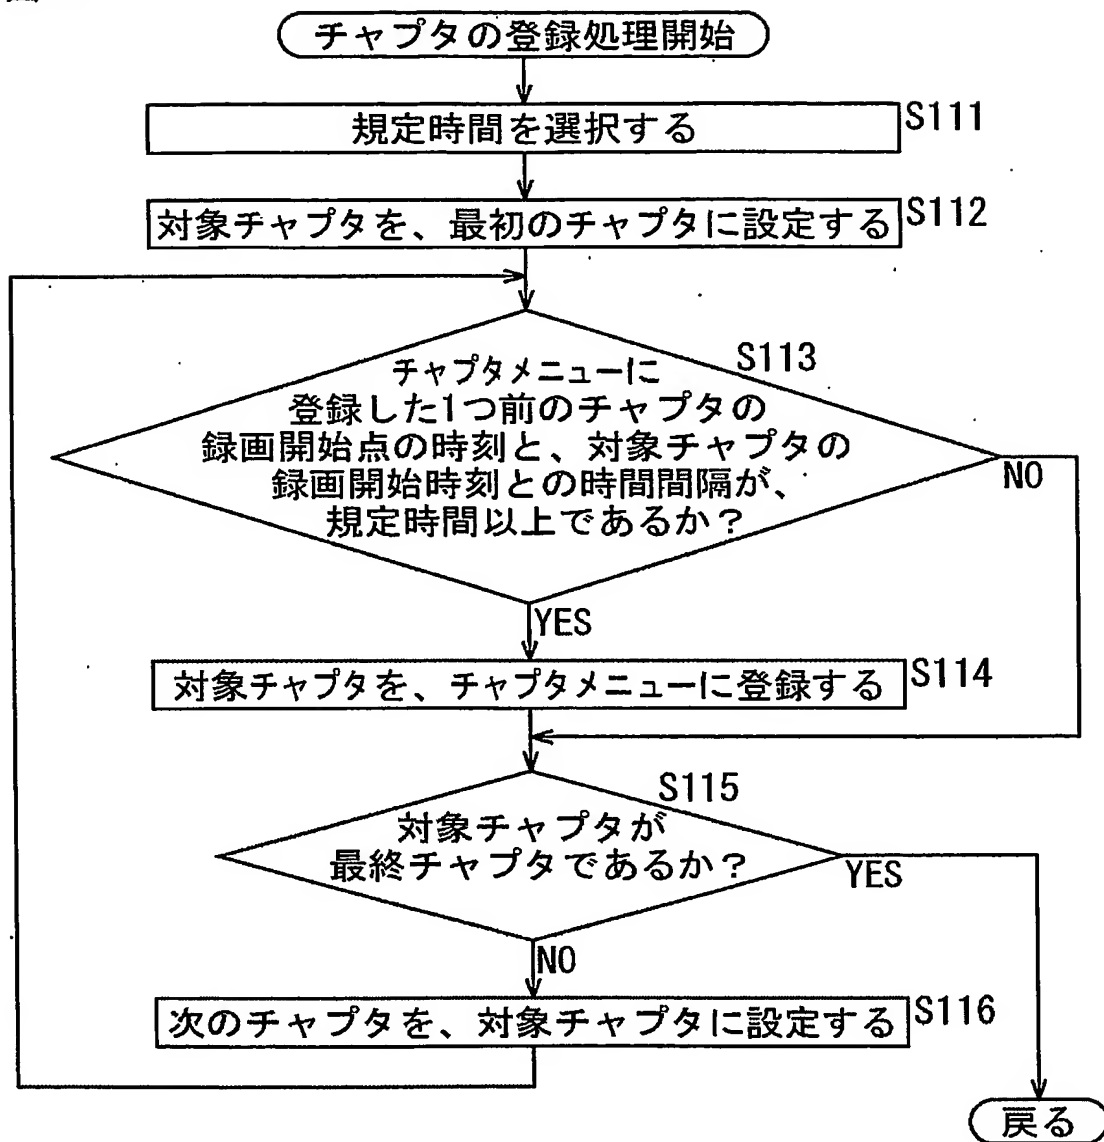 チャプタの登録処理開始
規定時間を選択する
S111
対象チャプタを、最初のチャプタに設定する
S112
S113
チャプタメニューに
登録した1つ前のチャプタの
録画開始点の時刻と、対象チャプタの
録画開始時刻との時間間隔が、
規定時間以上であるか？
NO
YES
対象チャプタを、チャプタメニューに登録する
S114
S115
対象チャプタが
最終チャプタであるか？
YES
NO
次のチャプタを、対象チャプタに設定する
S116
戻る